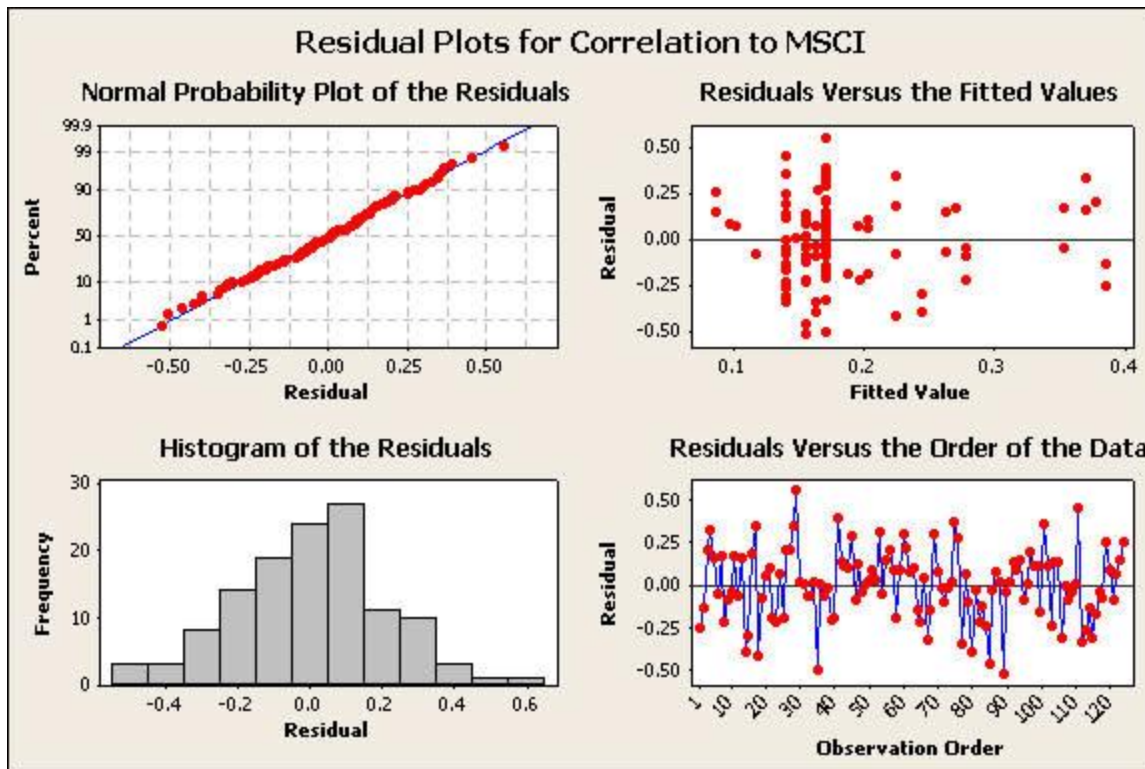 Residual Plots for Correlation to MSCI
Normal Probability Plot of the Residuals
99.9
99
90
50
10
1
0.1
Percent
-0.50 -0.25 0.00 0.25 0.50
Residual
Residuals Versus the Fitted Values
0.50
0.25
0.00
-0.25
-0.50
Residual
0.1 0.2 0.3 0.4
Fitted Value
Histogram of the Residuals
30
20
10
0
Frequency
-0.4 -0.2 0.0 0.2 0.4 0.6
Residual
Residuals Versus the Order of the Data
0.50
0.25
0.00
-0.25
-0.50
Residual
1 10 20 30 40 50 60 70 80 90 100 110 120
Observation Order